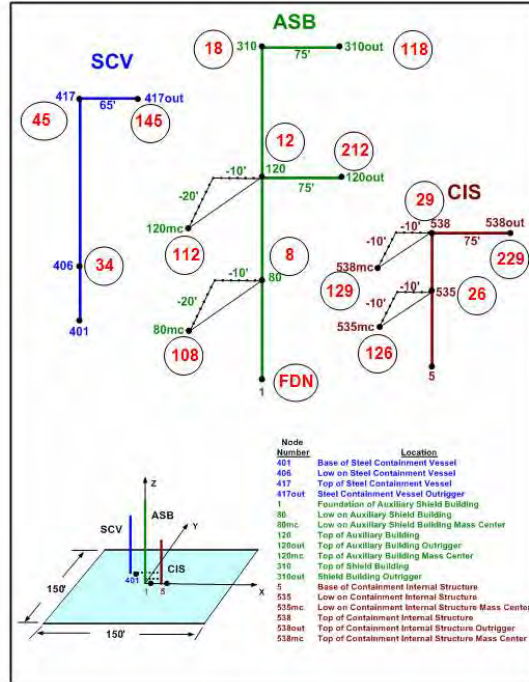 ASB
18
310
310out
118
75'
SCV
417
417out
65'
45
145
12
212
120
-10'
120out
75'
-20'
CIS
120mc
29
538
538out
112
8
-10'
75'
406
34
-10'
538mc
229
-10'
80
129
-10'
535
26
-20'
-10'
401
80mc
535mc
108
126
FDN
1
5
Node
Number
Location
401 Base of Steel Containment Vessel
406 Low on Steel Containment Vessel
417 Top of Steel Containment Vessel
417out Steel Containment Vessel Outrigger
1 Foundation of Auxiliary Shield Building
80 Low on Auxiliary Shield Building
80mc Low on Auxiliary Shield Building Mass Center
120 Top of Auxiliary Building
120out Top of Auxiliary Building Outrigger
120mc Top of Auxiliary Building Mass Center
310 Top of Shield Building
310out Shield Building Outrigger
5 Base of Containment Internal Structure
535 Low on Containment Internal Structure
535mc Low on Containment Internal Structure Mass Center
538 Top of Containment Internal Structure
538out Top of Containment Internal Structure Outrigger
538mc Top of Containment Internal Structure Mass Center
Z
ASB
SCV
Y
CIS
401
1
5
X
150'
150'